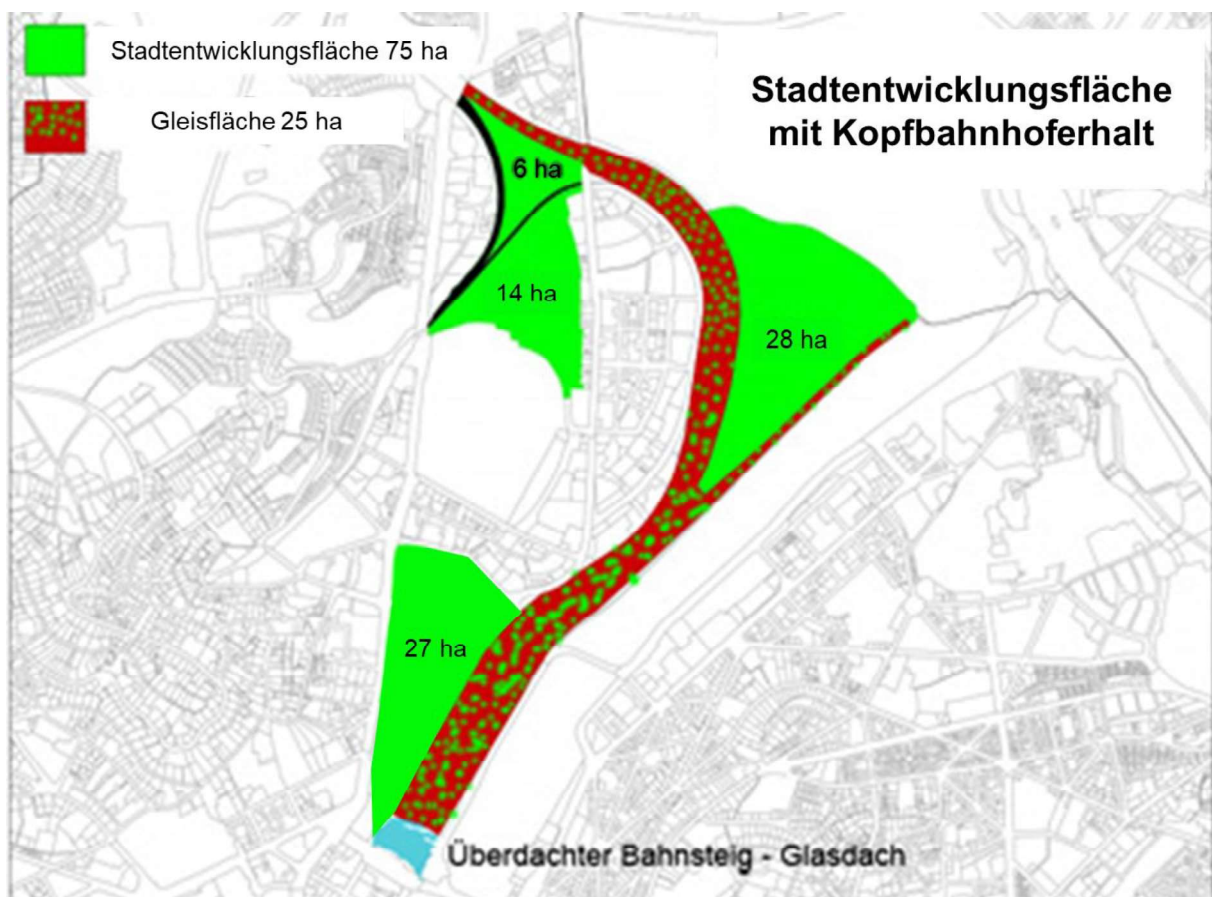 Stadtentwicklungsfläche 75 ha
Gleisfläche 25 ha
Stadtentwicklungsfläche
mit Kopfbahnhoferhalt
6 ha
14 ha
28 ha
27 ha
Überdachter Bahnsteig - Glasdach